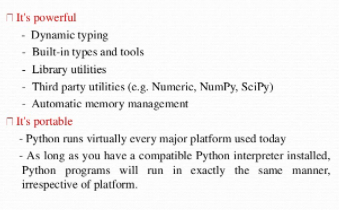 It's powerful
- Dynamic typing
- Built-in types and tools
- Library utilities
- Third party utilities (e.g. Numeric, NumPy, SciPy)
- Automatic memory management
It's portable
- Python runs virtually every major platform used today
- As long as you have a compatible Python interpreter installed,
Python programs will run in exactly the same manner,
irrespective of platform.